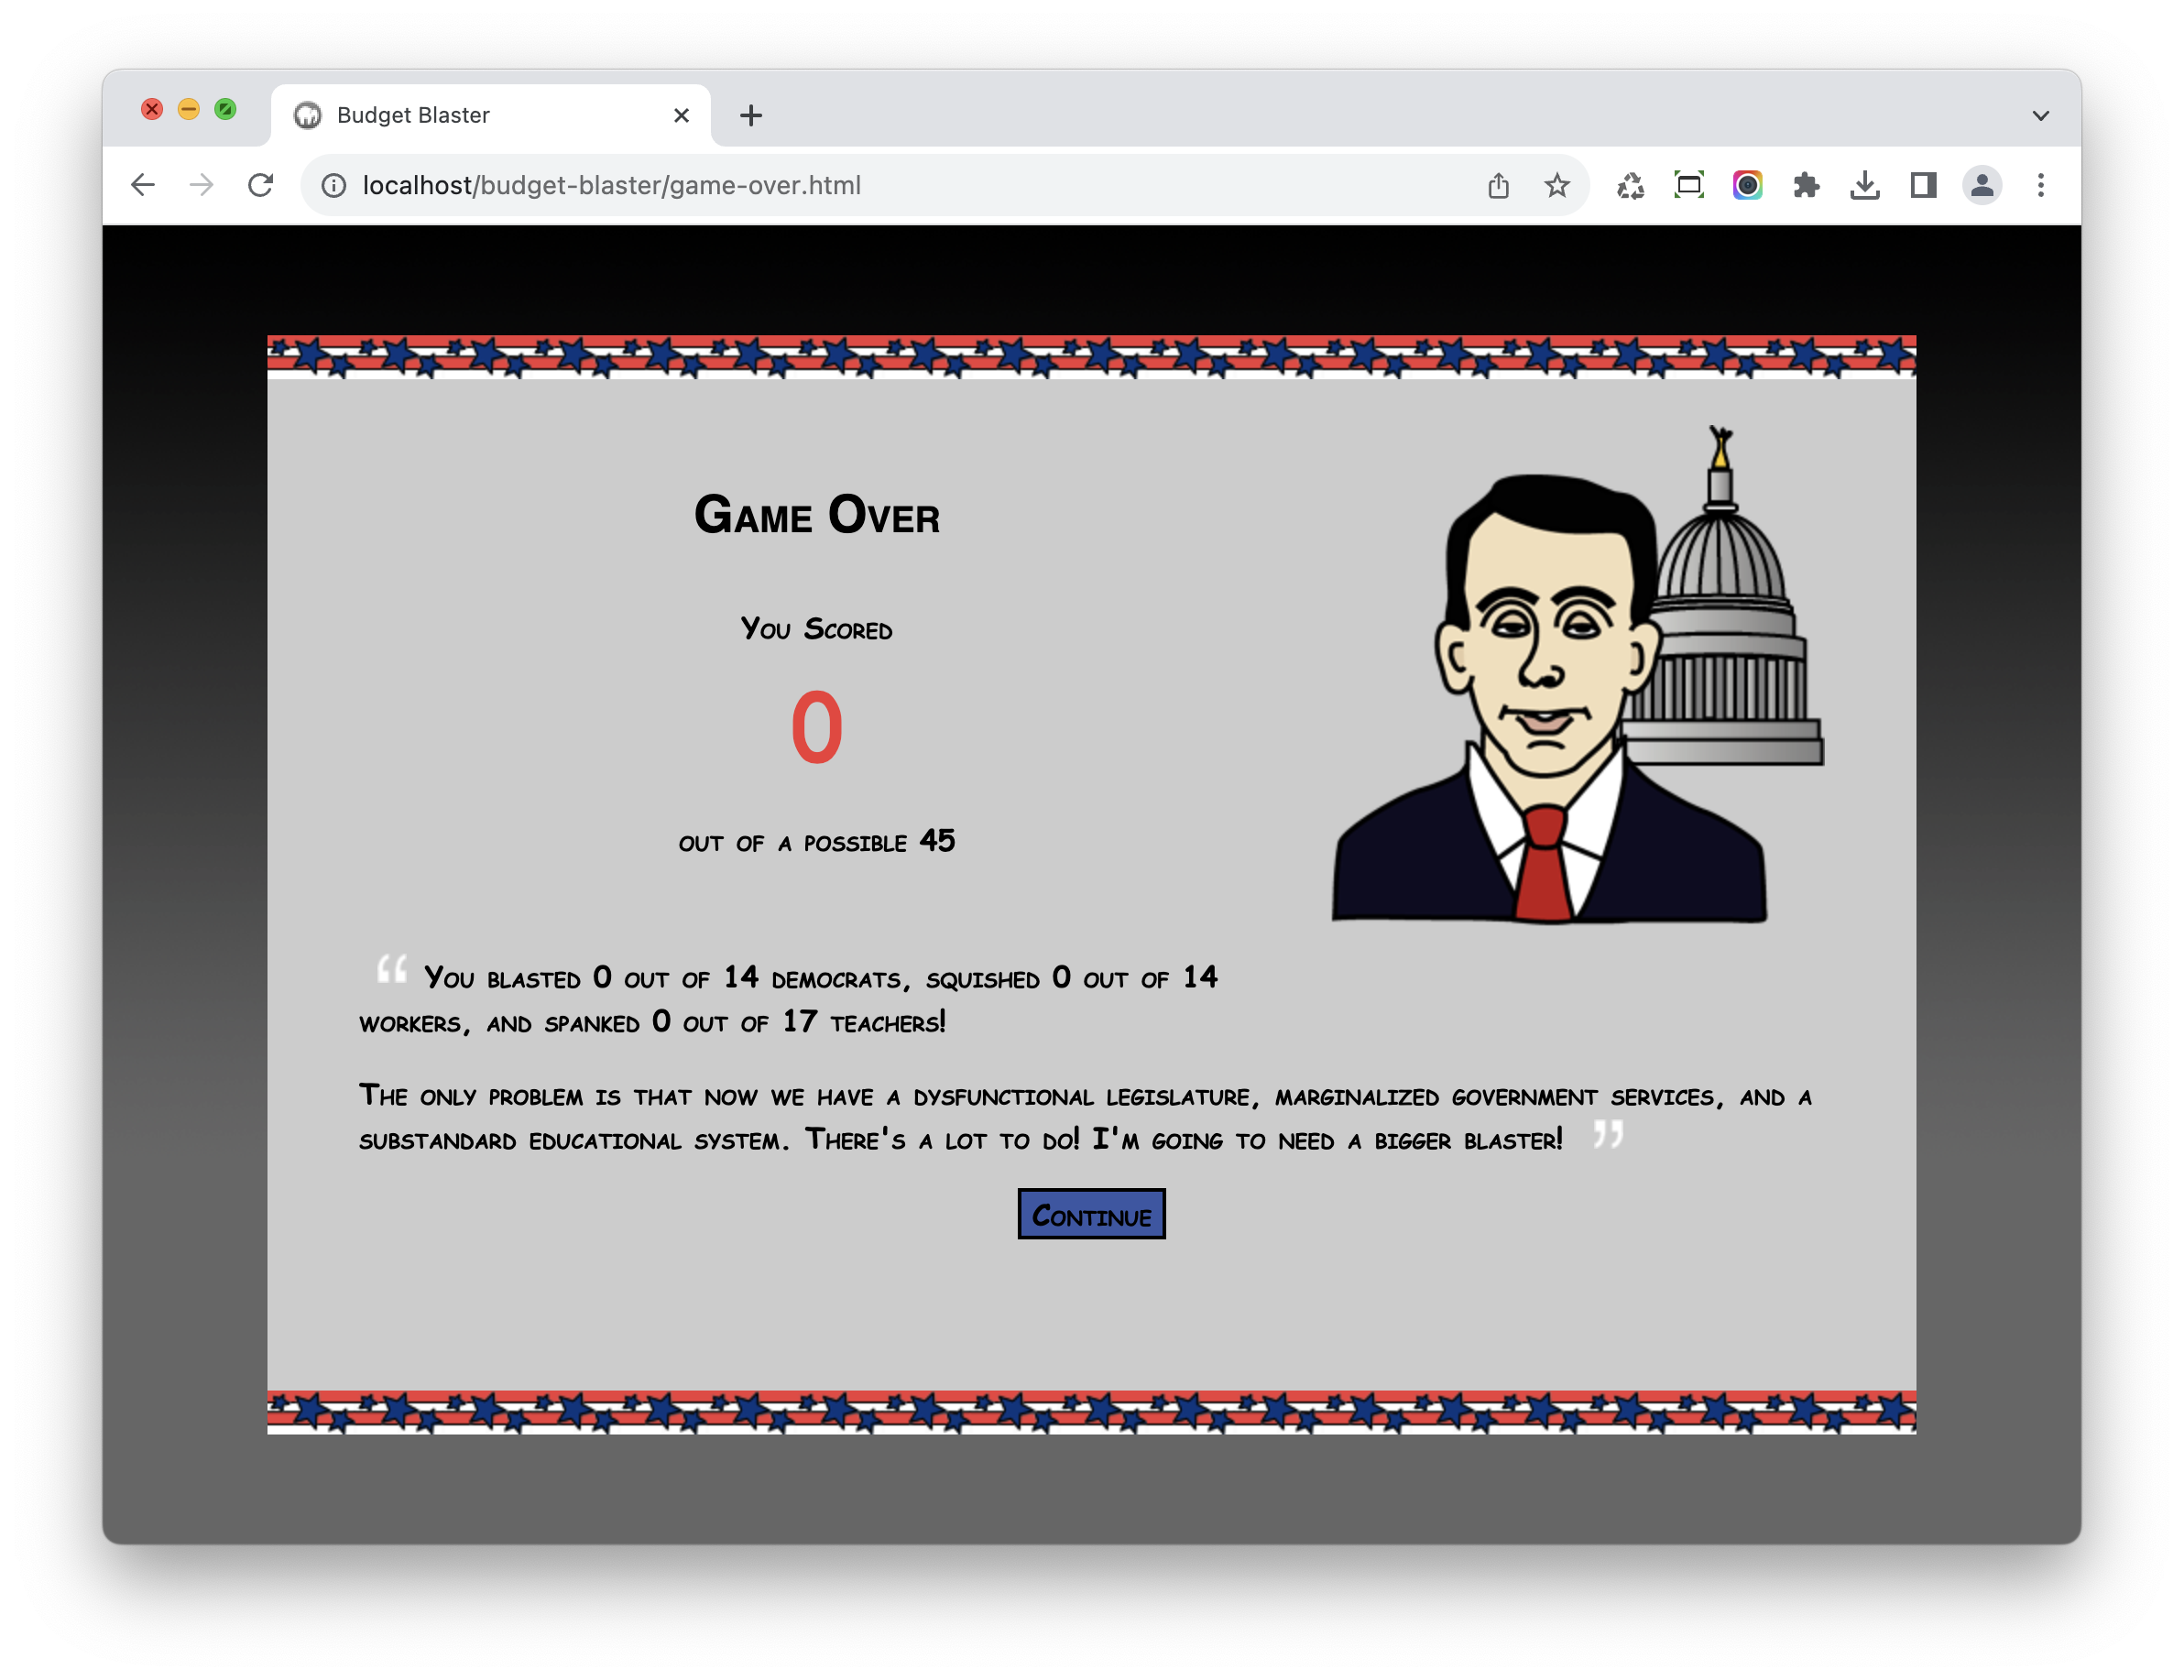 Budget Blaster
localhost/budget-blaster/game-over.html
Game Over
You Scored
0
out of a possible 45
“ You blasted 0 out of 14 democrats, squished 0 out of 14
workers, and spanked 0 out of 17 teachers!
The only problem is that now we have a dysfunctional legislature, marginalized government services, and a
substandard educational system. There's a lot to do! I'm going to need a bigger blaster! ”
Continue